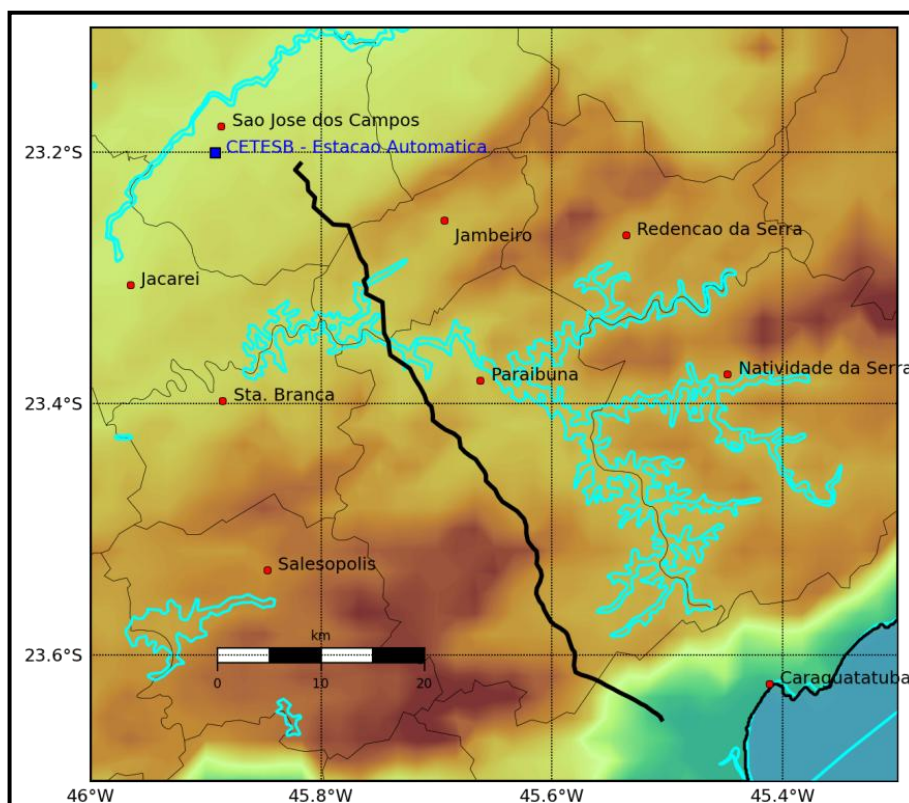 Sao Jose dos Campos
23.2°S
CETESB - Estacao Automatica
Jambeiro
Redencao da Serra
Jacarei
Paraibuna
Natividade da Serra
Sta. Branca
23.4°S
Salesopolis
km
23.6°S
0 10 20
Caraguatatuba
46°W 45.8°W 45.6°W 45.4°W